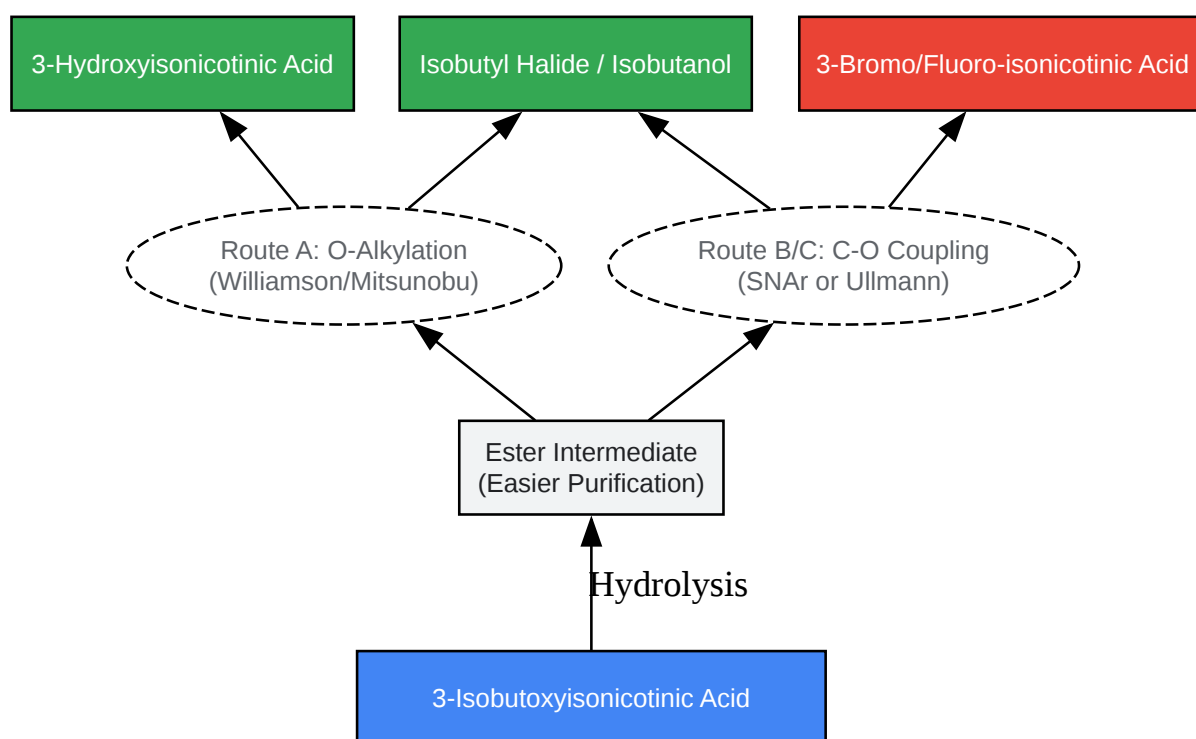 3-Hydroxyisonicotinic Acid
Isobutyl Halide / Isobutanol
3-Bromo/Fluoro-isonicotinic Acid
Route A: O-Alkylation
(Williamson/Mitsunobu)
Route B/C: C-O Coupling
(SNAr or Ullmann)
Ester Intermediate
(Easier Purification)
Hydrolysis
3-Isobutoxyisonicotinic Acid